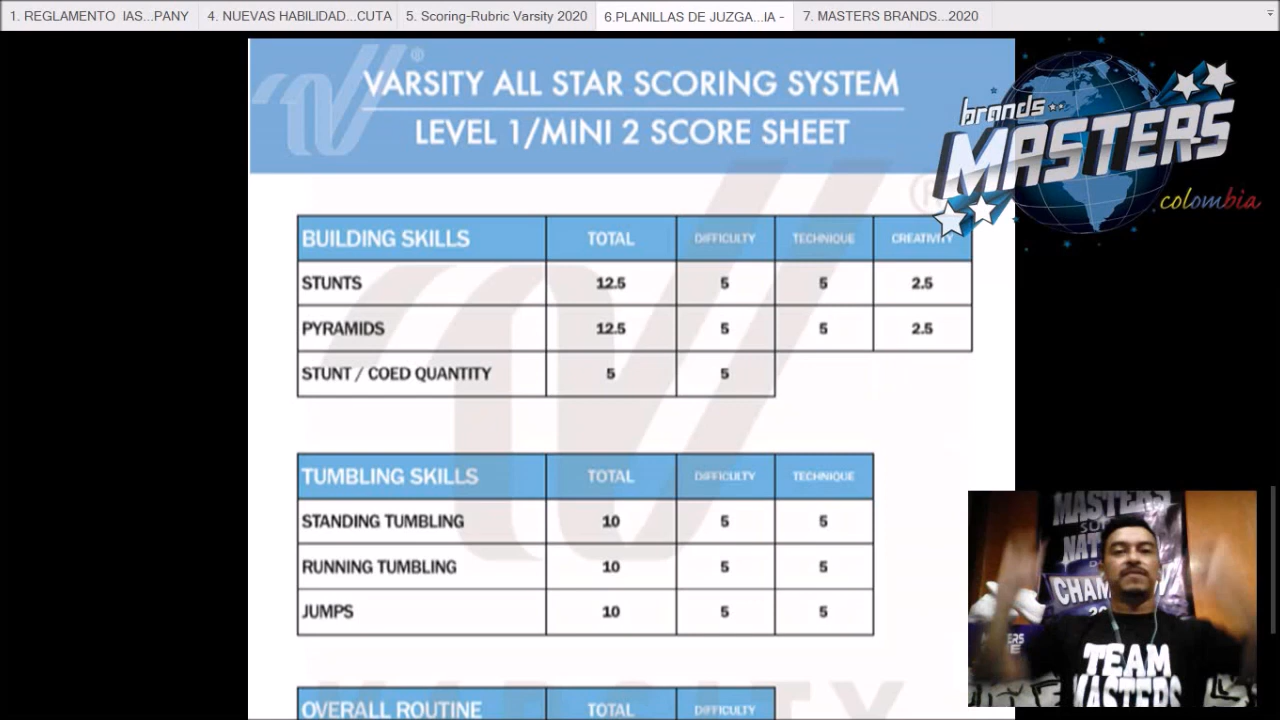 1. REGLAMENTO IAS...PANY
4. NUEVAS HABILIDAD...CUTA
5. Scoring-Rubric Varsity 2020
6.PLANILLAS DE JUZGA...IA -
7. MASTERS BRANDS...2020
VARSITY ALL STAR SCORING SYSTEM
LEVEL 1/MINI 2 SCORE SHEET
brands
MASTERS
colombia
BUILDING SKILLS TOTAL DIFFICULTY TECHNIQUE CREATIVITY
STUNTS 12.5 5 5 2.5
PYRAMIDS 12.5 5 5 2.5
STUNT / COED QUANTITY 5 5
TUMBLING SKILLS TOTAL DIFFICULTY TECHNIQUE
STANDING TUMBLING 10 5 5
RUNNING TUMBLING 10 5 5
JUMPS 10 5 5
OVERALL ROUTINE TOTAL DIFFICULTY
MASTERS
TEAM
MASTERS